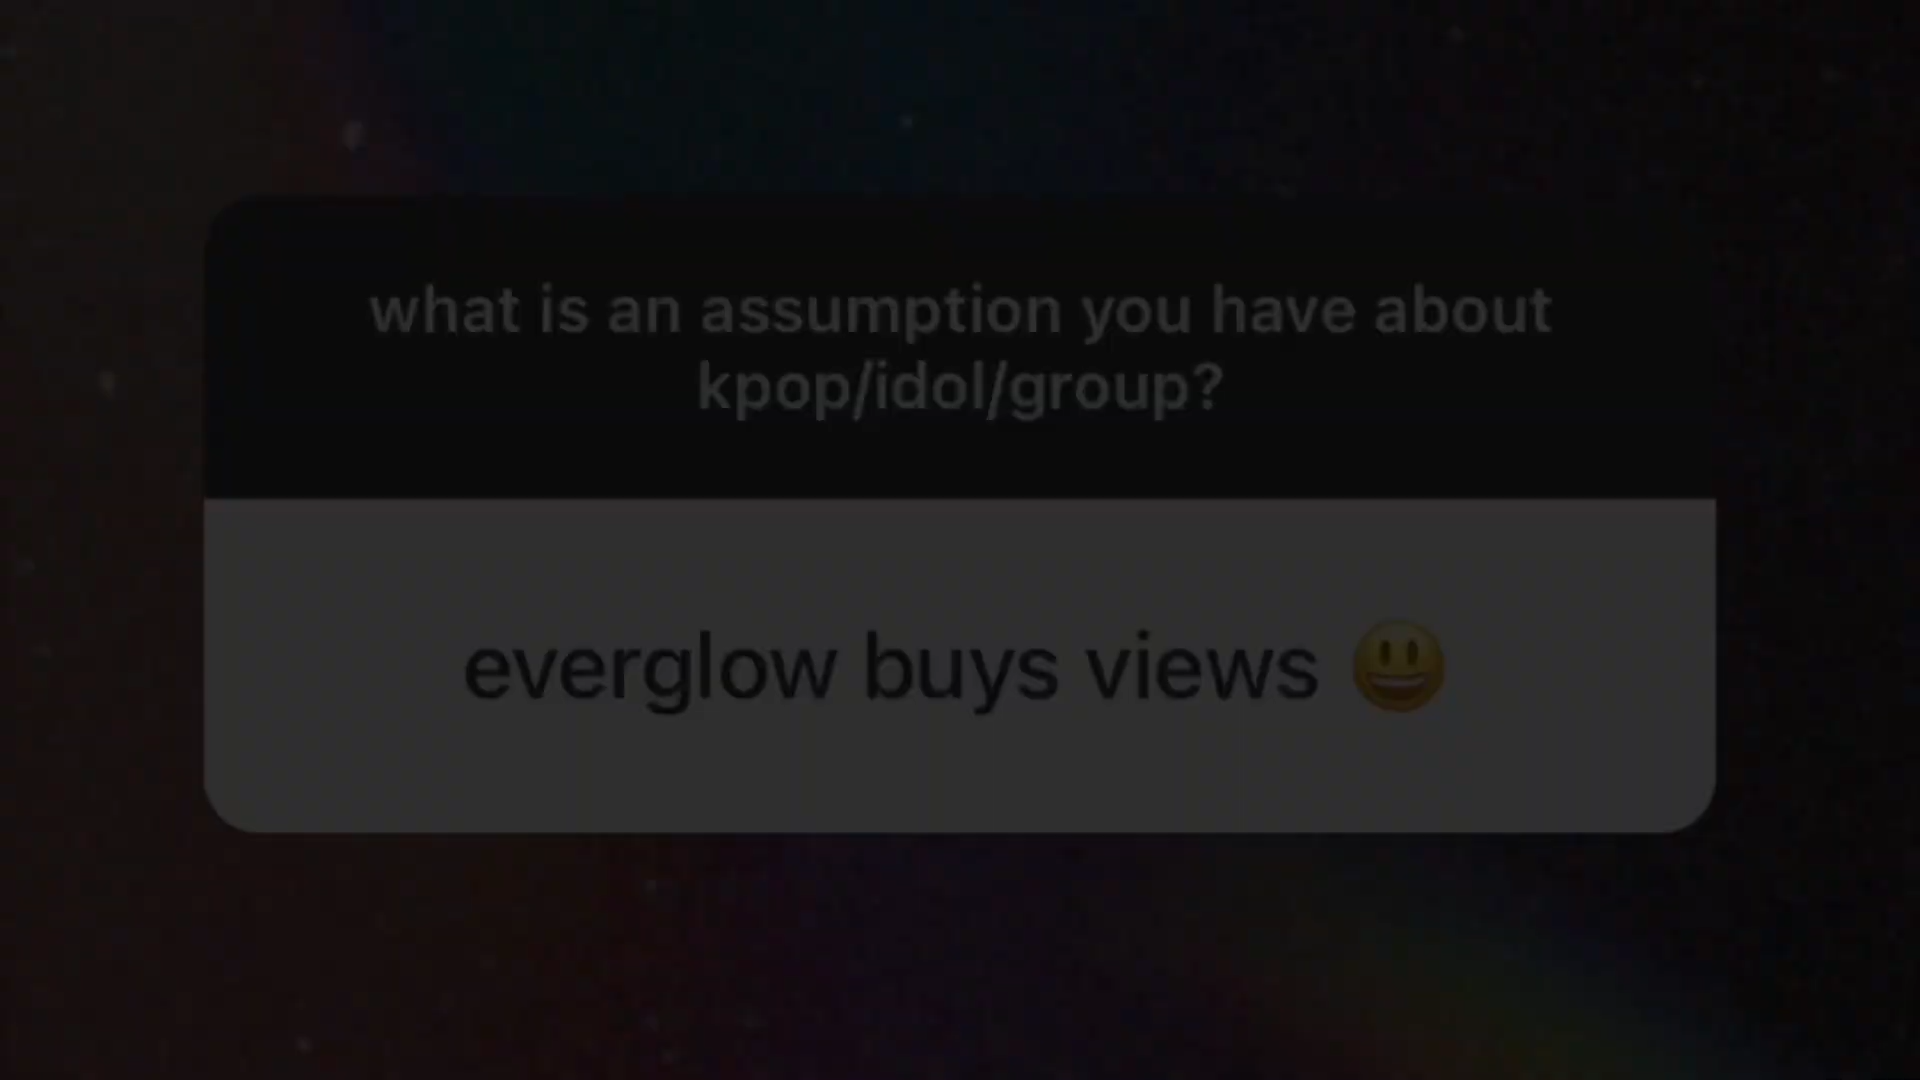 what is an assumption you have about
kpop/idol/group?
everglow buys views 😃